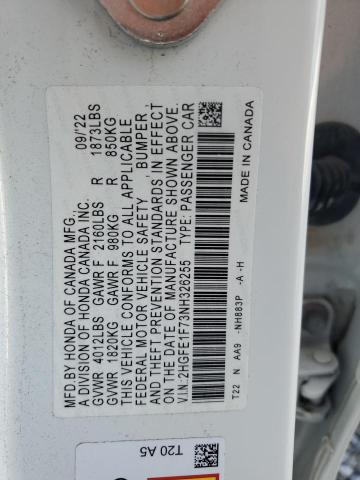 MFD.BY HONDA OF CANADA MFG., 09/'22
A DIVISION OF HONDA CANADA INC.
GVWR 4012LBS GAWR F 2160LBS R 1873LBS
GVWR 1820KG GAWR F 980KG R 850KG
THIS VEHICLE CONFORMS TO ALL APPLICABLE
FEDERAL MOTOR VEHICLE SAFETY, BUMPER,
AND THEFT PREVENTION STANDARDS IN EFFECT
ON THE DATE OF MANUFACTURE SHOWN ABOVE.
V.I.N:2HGFE1F73NH326255 TYPE: PASSENGER CAR
T22 N AA9 -NH883P -A -H
MADE IN CANADA
T20 A5